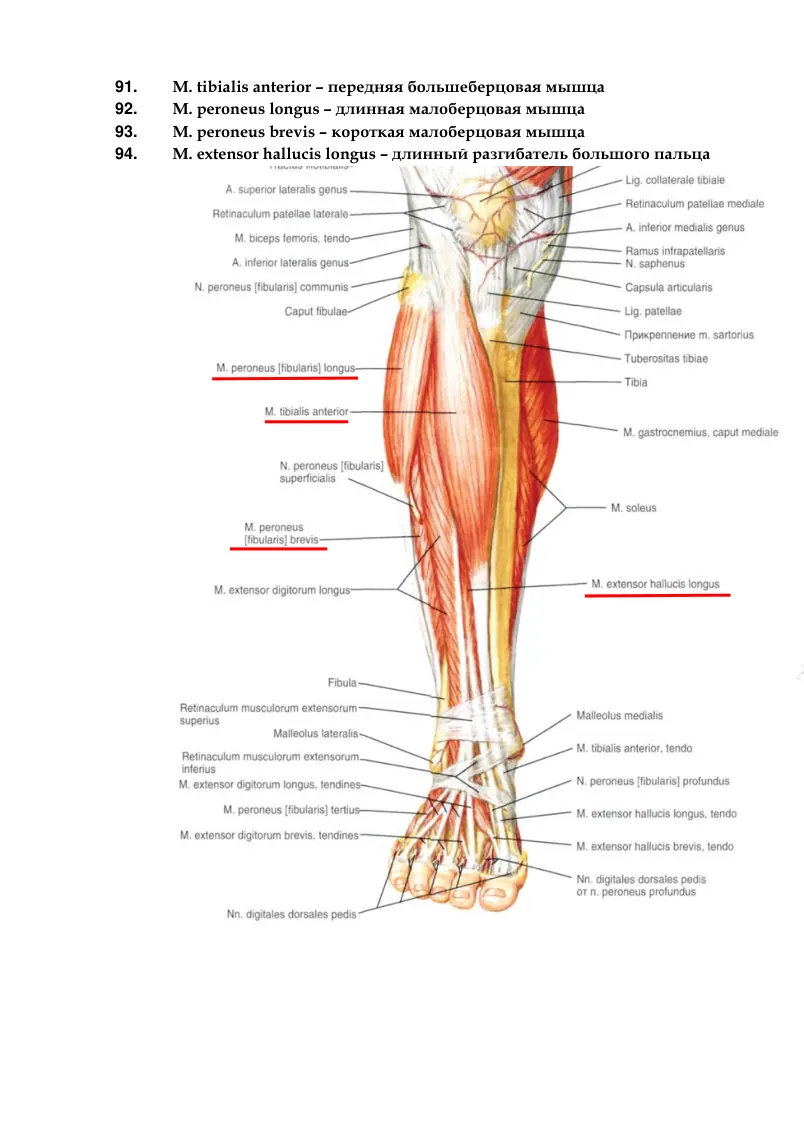 91. M. tibialis anterior – передняя большеберцовая мышца
92. M. peroneus longus – длинная малоберцовая мышца
93. M. peroneus brevis – короткая малоберцовая мышца
94. M. extensor hallucis longus – длинный разгибатель большого пальца
A. superior lateralis genus
Retinaculum patellae laterale
M. biceps femoris, tendo
A. inferior lateralis genus
N. peroneus [fibularis] communis
Caput fibulae
M. peroneus [fibularis] longus
M. tibialis anterior
N. peroneus [fibularis]
superficialis
M. peroneus
[fibularis] brevis
M. extensor digitorum longus
Fibula
Retinaculum musculorum extensorum
superius
Malleolus lateralis
Retinaculum musculorum extensorum
inferius
M. extensor digitorum longus, tendines
M. peroneus [fibularis] tertius
M. extensor digitorum brevis, tendines
Nn. digitales dorsales pedis
Lig. collaterale tibiale
Retinaculum patellae mediale
A. inferior medialis genus
Ramus infrapatellaris
N. saphenus
Capsula articularis
Lig. patellae
Прикрепление m. sartorius
Tuberositas tibiae
Tibia
M. gastrocnemius, caput mediale
M. soleus
M. extensor hallucis longus
Malleolus medialis
M. tibialis anterior, tendo
N. peroneus [fibularis] profundus
M. extensor hallucis longus, tendo
M. extensor hallucis brevis, tendo
Nn. digitales dorsales pedis
от n. peroneus profundus